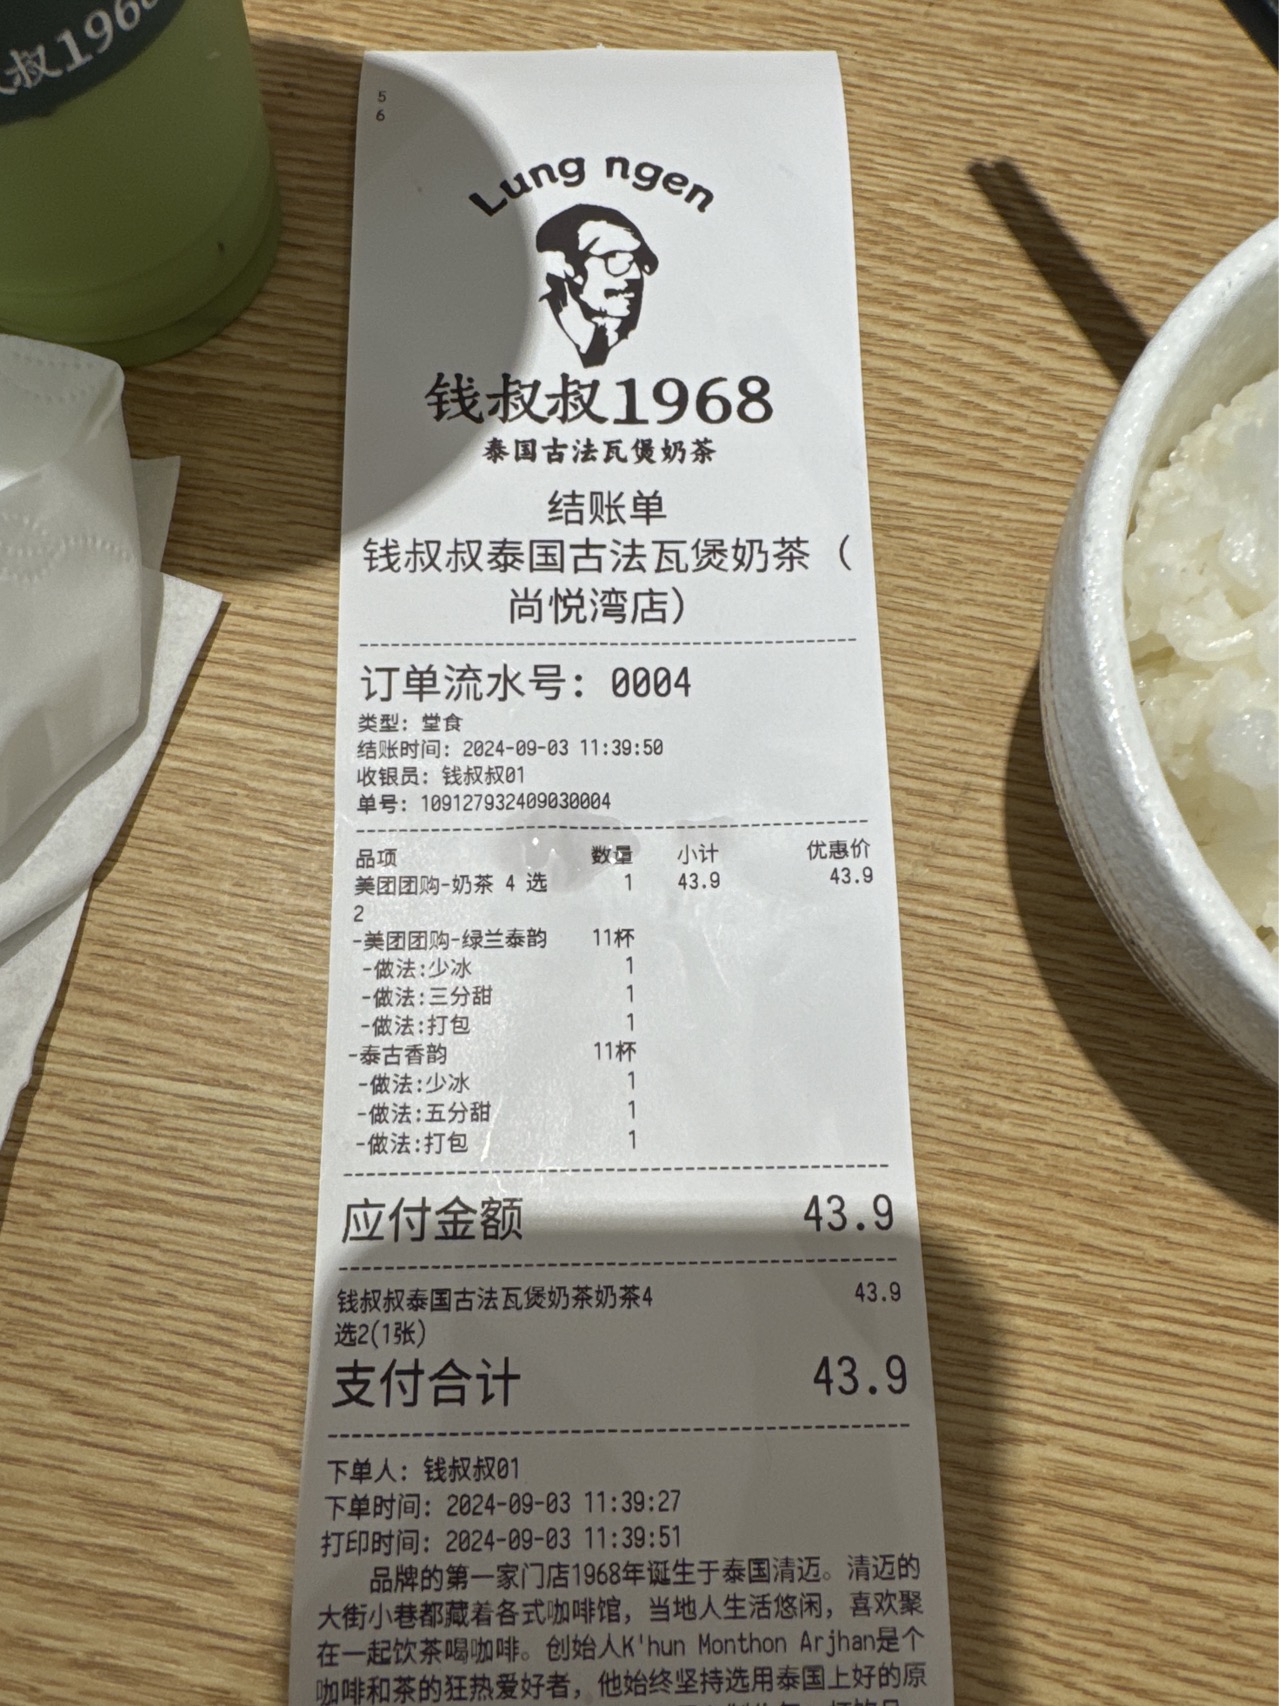 叔1968
5
6
Lung ngen
钱叔叔1968
泰国古法瓦煲奶茶
结账单
钱叔叔泰国古法瓦煲奶茶（
尚悦湾店）
订单流水号：0004
类型：堂食
结账时间：2024-09-03 11:39:50
收银员：钱叔叔01
单号：109127932409030004
品项 数量 小计 优惠价
美团团购-奶茶 4 选 1 43.9 43.9
2
-美团团购-绿兰泰韵 11杯
-做法:少冰 1
-做法:三分甜 1
-做法:打包 1
-泰古香韵 11杯
-做法:少冰 1
-做法:五分甜 1
-做法:打包 1
应付金额 43.9
钱叔叔泰国古法瓦煲奶茶奶茶4 43.9
选2(1张)
支付合计 43.9
下单人：钱叔叔01
下单时间：2024-09-03 11:39:27
打印时间：2024-09-03 11:39:51
品牌的第一家门店1968年诞生于泰国清迈。清迈的
大街小巷都藏着各式咖啡馆，当地人生活悠闲，喜欢聚
在一起饮茶喝咖啡。创始人K'hun Monthon Arjhan是个
咖啡和茶的狂热爱好者，他始终坚持选用泰国上好的原